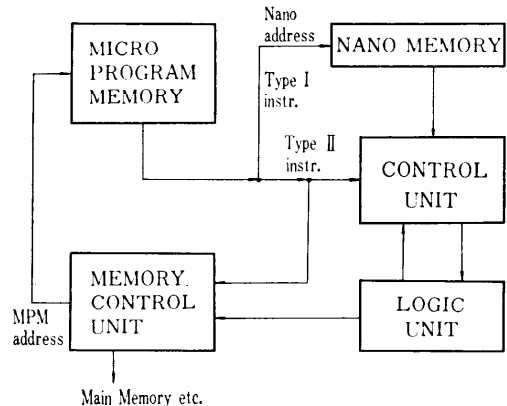 Nano
address
MICRO
PROGRAM
MEMORY
NANO MEMORY
Type I
instr.
Type II
instr.
CONTROL
UNIT
MEMORY.
CONTROL
UNIT
LOGIC
UNIT
MPM
address
Main Memory etc.